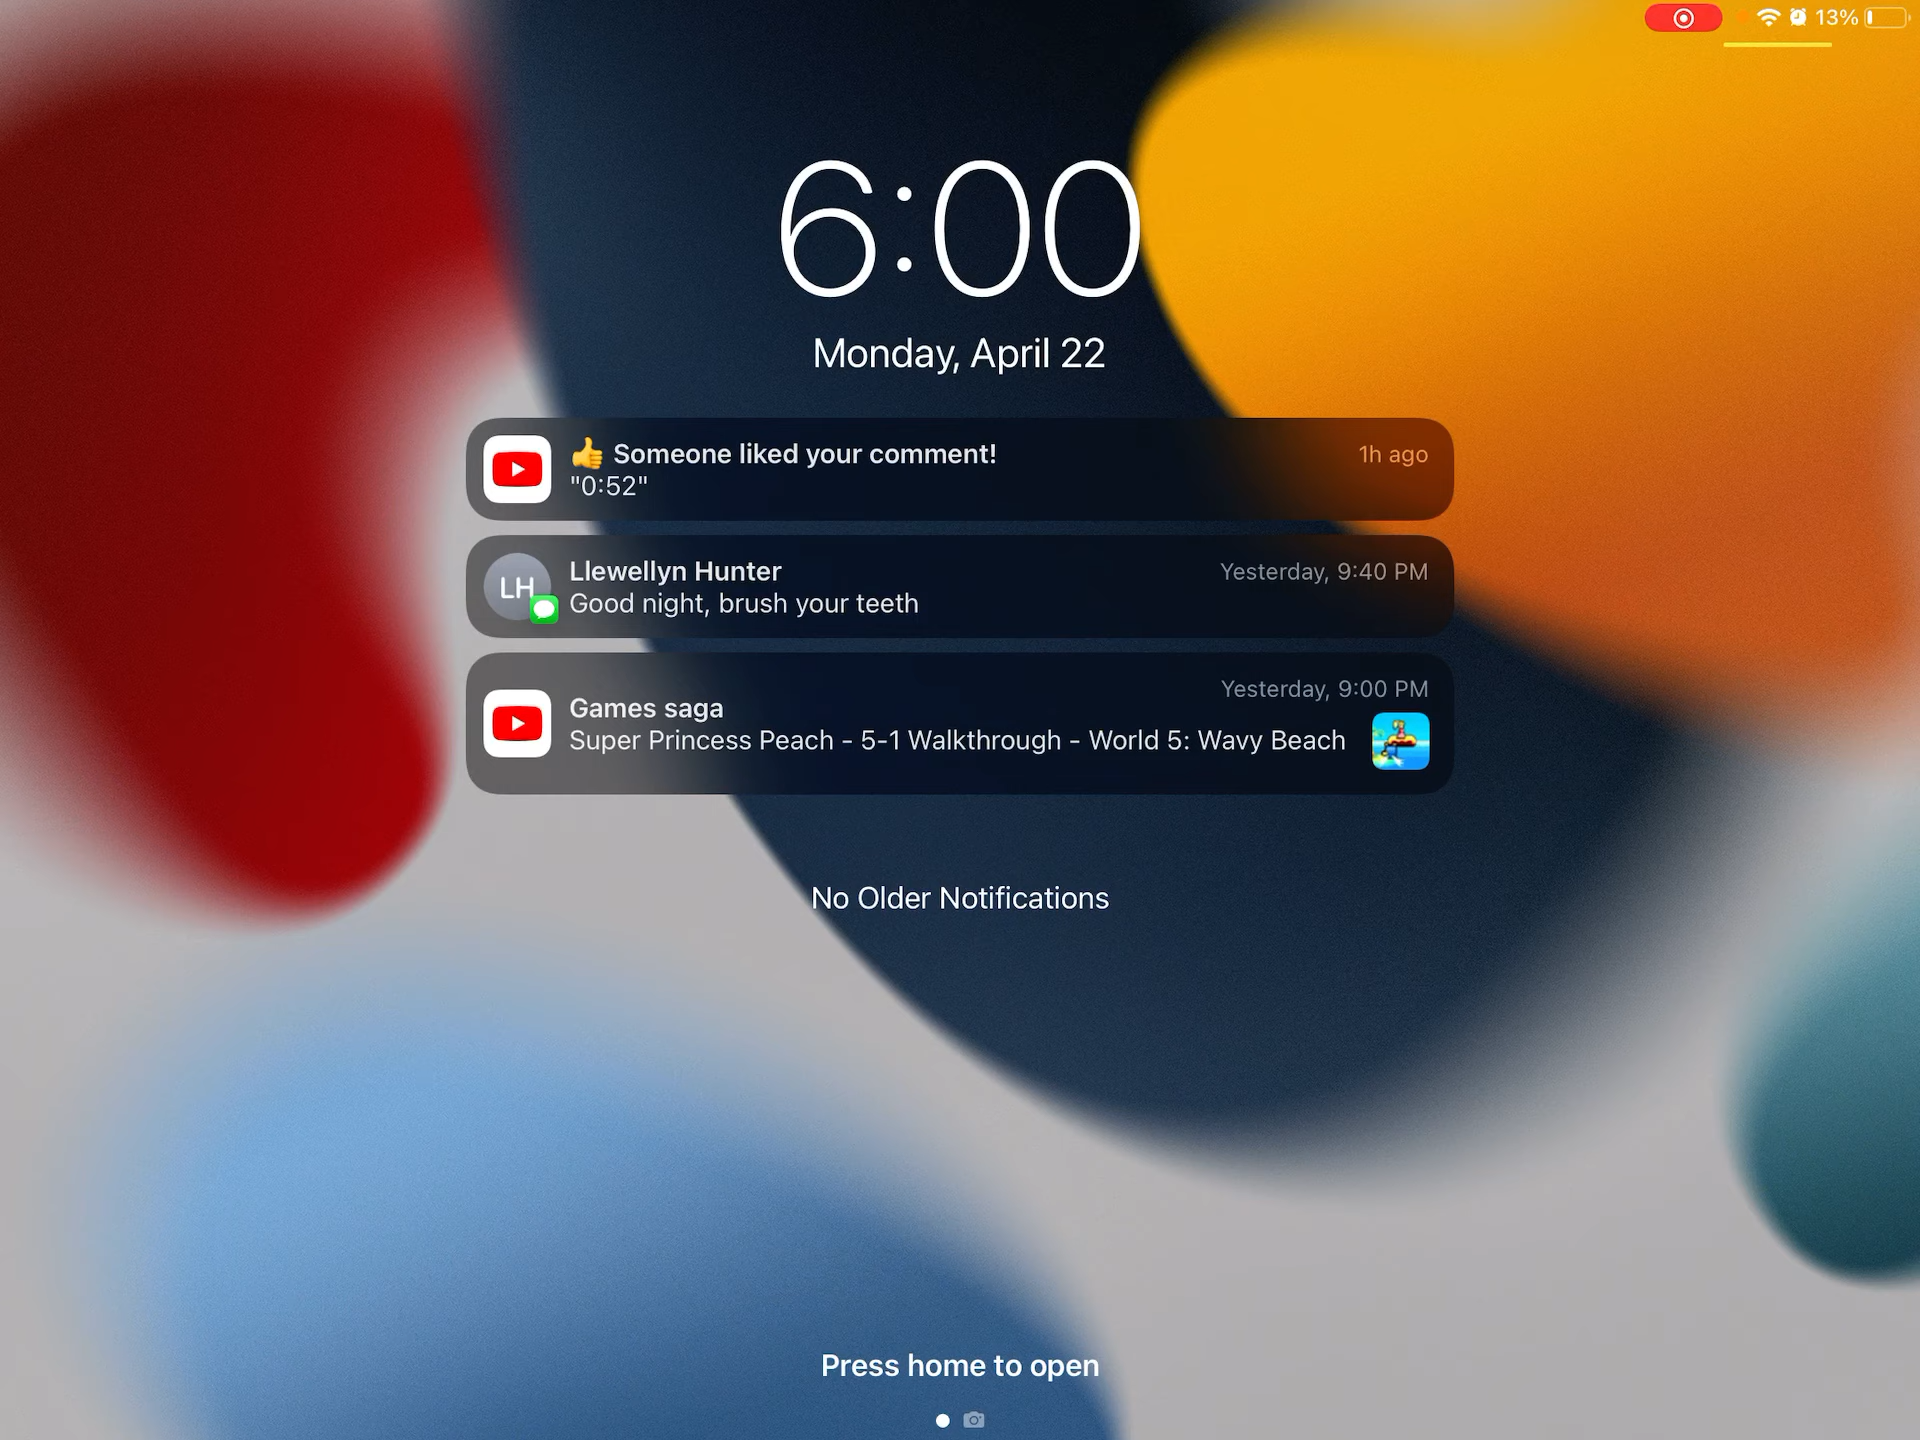 13%
6:00
Monday, April 22
👍 Someone liked your comment!
1h ago
"0:52"
LH
Llewellyn Hunter
Yesterday, 9:40 PM
Good night, brush your teeth
Yesterday, 9:00 PM
Games saga
Super Princess Peach - 5-1 Walkthrough - World 5: Wavy Beach
No Older Notifications
Press home to open